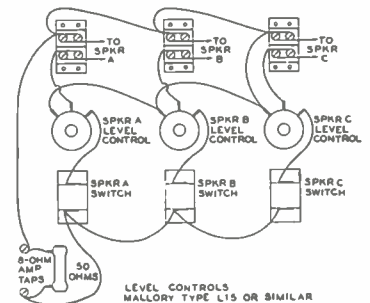 TO SPKR A
TO SPKR B
TO SPKR C
SPKR A LEVEL CONTROL
SPKR B LEVEL CONTROL
SPKR C LEVEL CONTROL
SPKR A SWITCH
SPKR B SWITCH
SPKR C SWITCH
8-OHM AMP TAPS
50 OHMS
LEVEL CONTROLS
MALLORY TYPE L15 OR SIMILAR